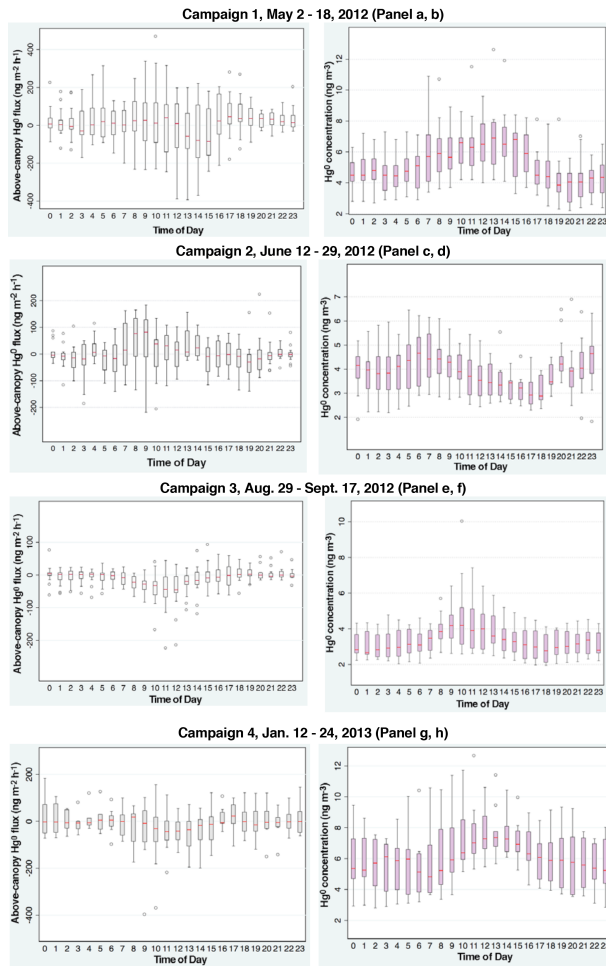 Campaign 1, May 2 - 18, 2012 (Panel a, b)
Above-canopy Hg⁰ flux (ng m⁻² h⁻¹)
400
200
0
-200
-400
0 1 2 3 4 5 6 7 8 9 10 11 12 13 14 15 16 17 18 19 20 21 22 23
Time of Day
Hg⁰ concentration (ng m⁻³)
12
10
8
6
4
2
0 1 2 3 4 5 6 7 8 9 10 11 12 13 14 15 16 17 18 19 20 21 22 23
Time of Day
Campaign 2, June 12 - 29, 2012 (Panel c, d)
Above-canopy Hg⁰ flux (ng m⁻² h⁻¹)
200
100
0
-100
-200
0 1 2 3 4 5 6 7 8 9 10 11 12 13 14 15 16 17 18 19 20 21 22 23
Time of Day
Hg⁰ concentration (ng m⁻³)
7
6
5
4
3
2
0 1 2 3 4 5 6 7 8 9 10 11 12 13 14 15 16 17 18 19 20 21 22 23
Time of Day
Campaign 3, Aug. 29 - Sept. 17, 2012 (Panel e, f)
Above-canopy Hg⁰ flux (ng m⁻² h⁻¹)
100
0
-100
-200
0 1 2 3 4 5 6 7 8 9 10 11 12 13 14 15 16 17 18 19 20 21 22 23
Time of Day
Hg⁰ concentration (ng m⁻³)
10
8
6
4
2
0 1 2 3 4 5 6 7 8 9 10 11 12 13 14 15 16 17 18 19 20 21 22 23
Time of Day
Campaign 4, Jan. 12 - 24, 2013 (Panel g, h)
Above-canopy Hg⁰ flux (ng m⁻² h⁻¹)
200
0
-200
-400
0 1 2 3 4 5 6 7 8 9 10 11 12 13 14 15 16 17 18 19 20 21 22 23
Time of Day
Hg⁰ concentration (ng m⁻³)
12
10
8
6
4
2
0 1 2 3 4 5 6 7 8 9 10 11 12 13 14 15 16 17 18 19 20 21 22 23
Time of Day